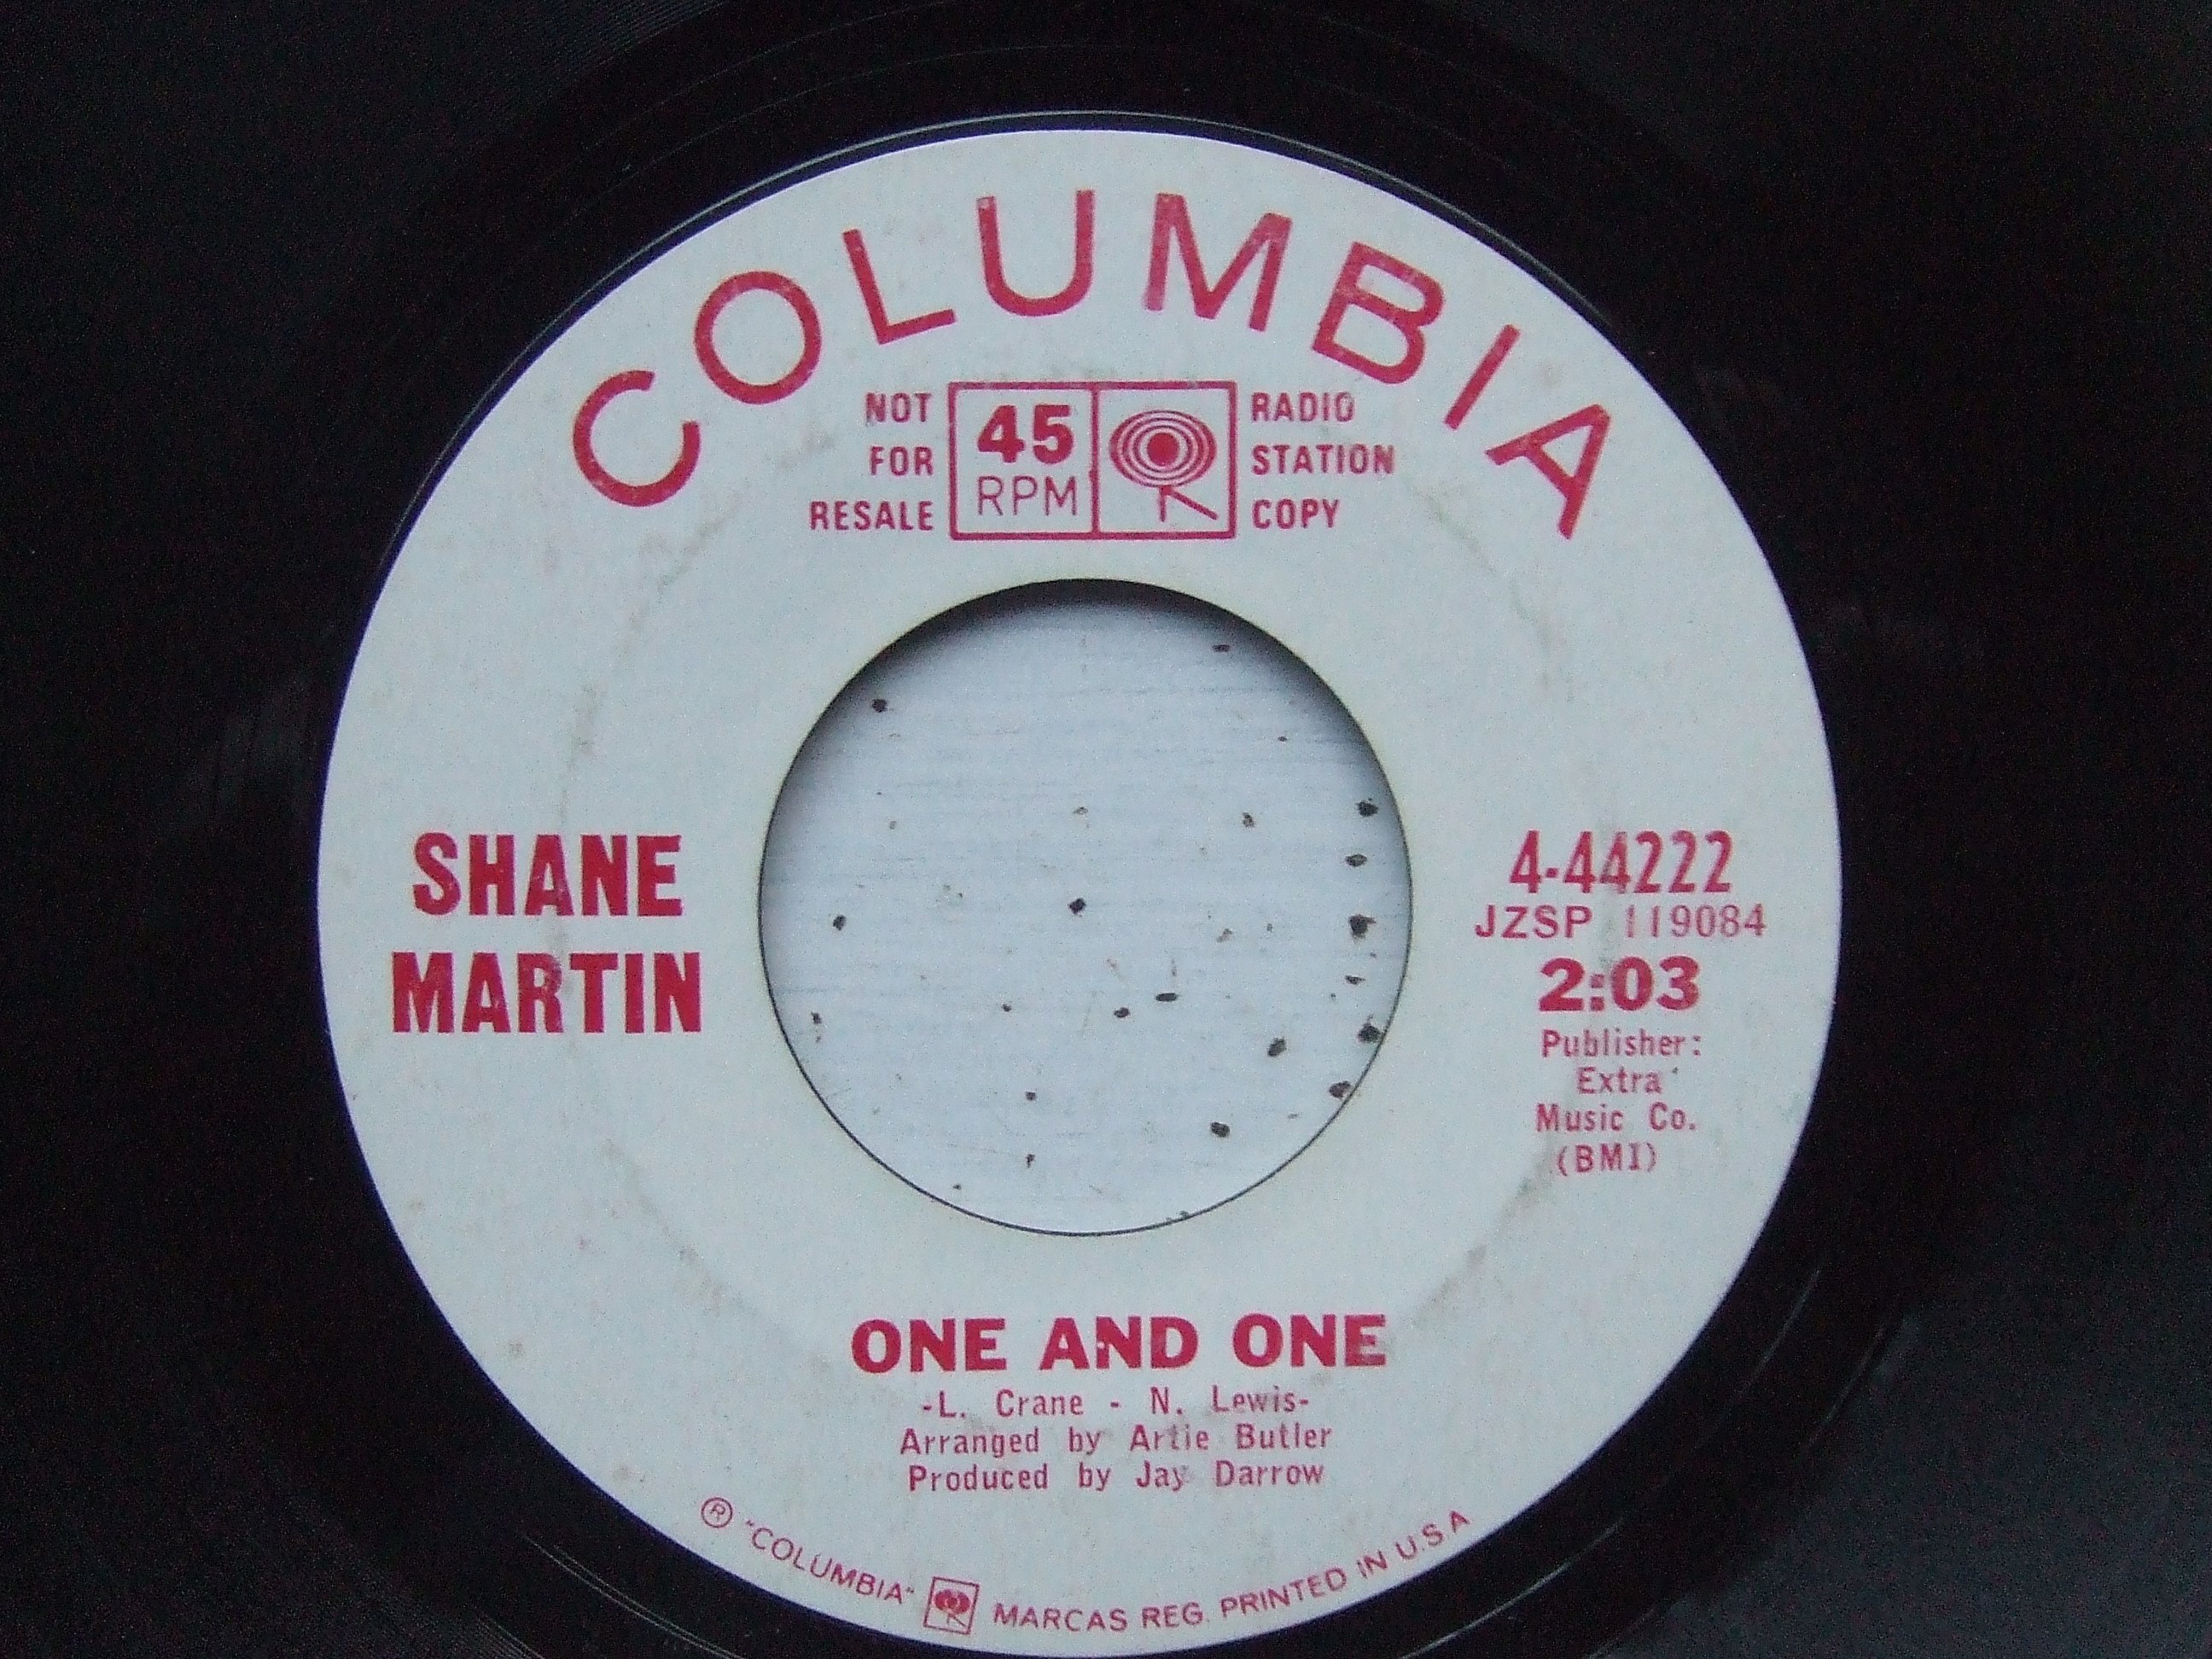 COLUMBIA
NOT
FOR
RESALE
45
RPM
RADIO
STATION
COPY
SHANE
MARTIN
4-44222
JZSP 119084
2:03
Publisher:
Extra
Music Co.
(BMI)
ONE AND ONE
-L. Crane - N. Lewis-
Arranged by Artie Butler
Produced by Jay Darrow
® "COLUMBIA" MARCAS REG. PRINTED IN U.S.A